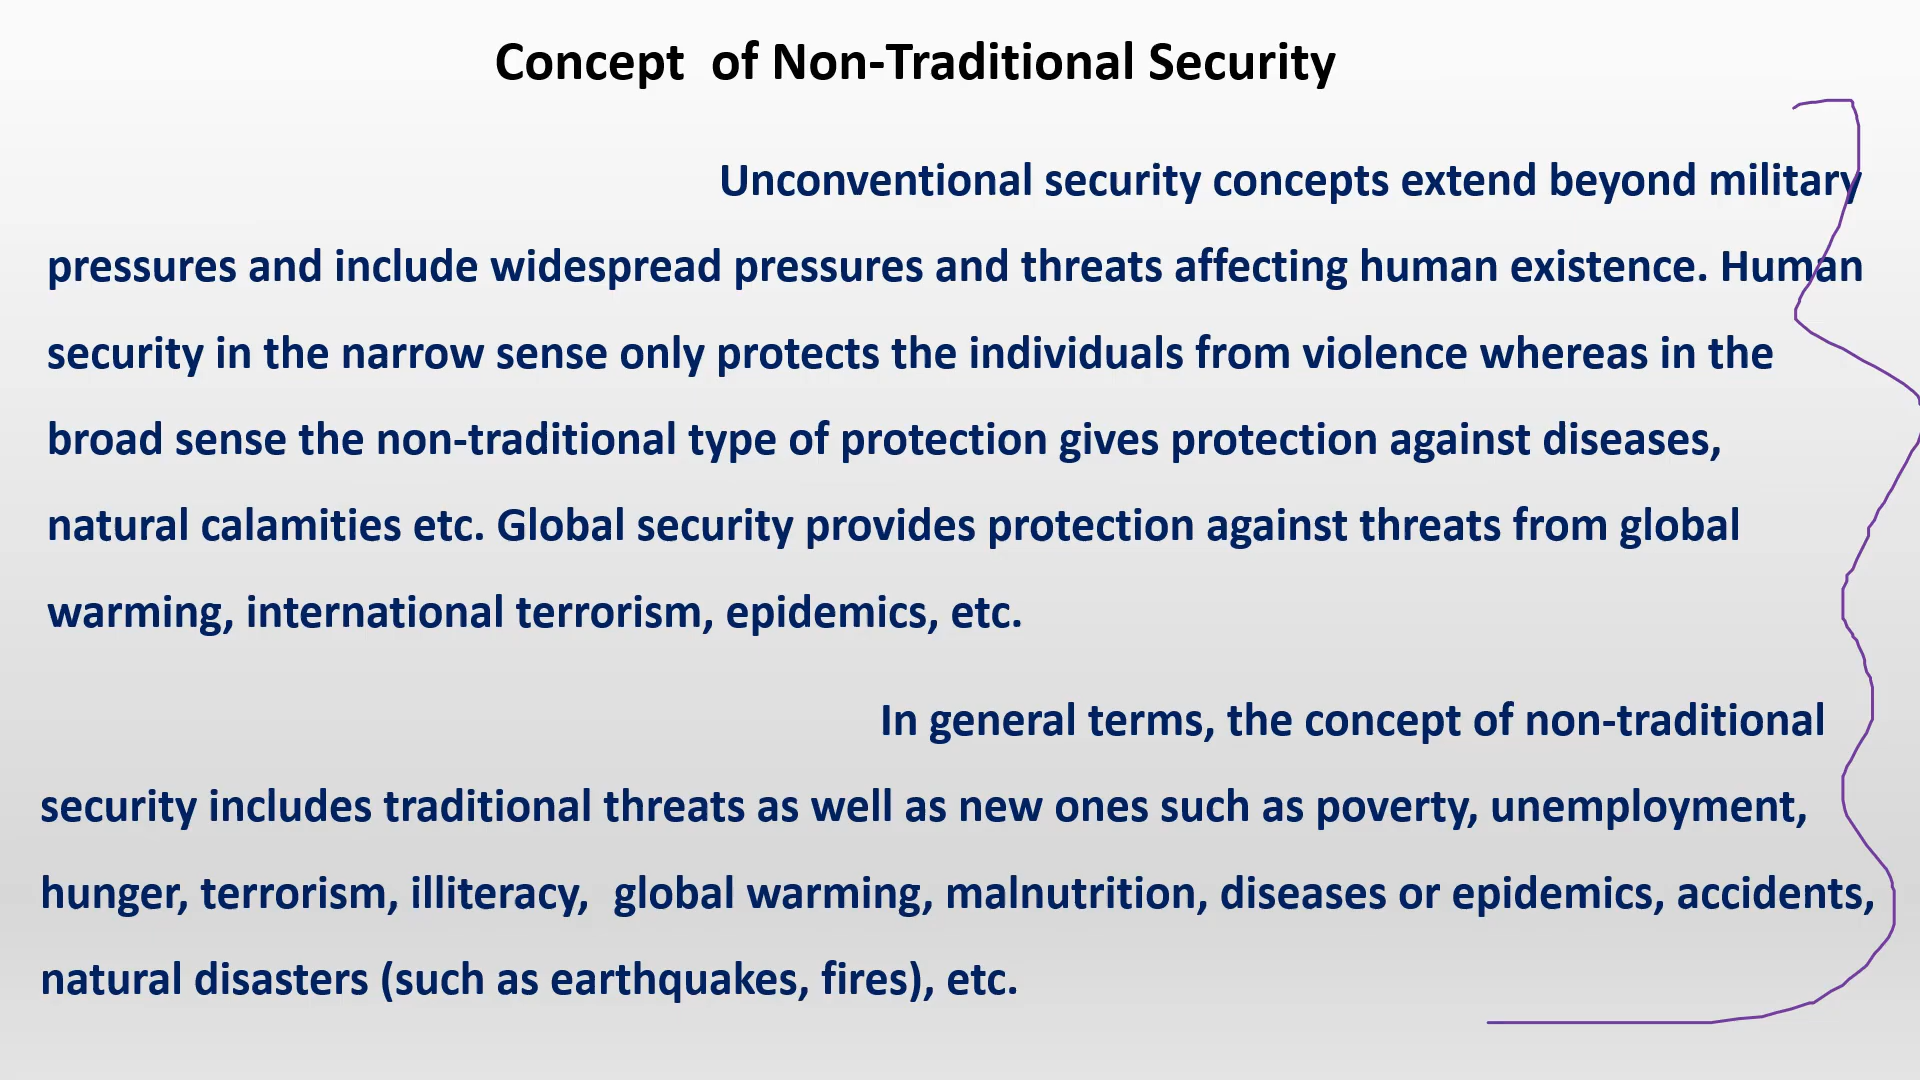 Concept of Non-Traditional Security
Unconventional security concepts extend beyond military
pressures and include widespread pressures and threats affecting human existence. Human
security in the narrow sense only protects the individuals from violence whereas in the
broad sense the non-traditional type of protection gives protection against diseases,
natural calamities etc. Global security provides protection against threats from global
warming, international terrorism, epidemics, etc.
In general terms, the concept of non-traditional
security includes traditional threats as well as new ones such as poverty, unemployment,
hunger, terrorism, illiteracy, global warming, malnutrition, diseases or epidemics, accidents,
natural disasters (such as earthquakes, fires), etc.